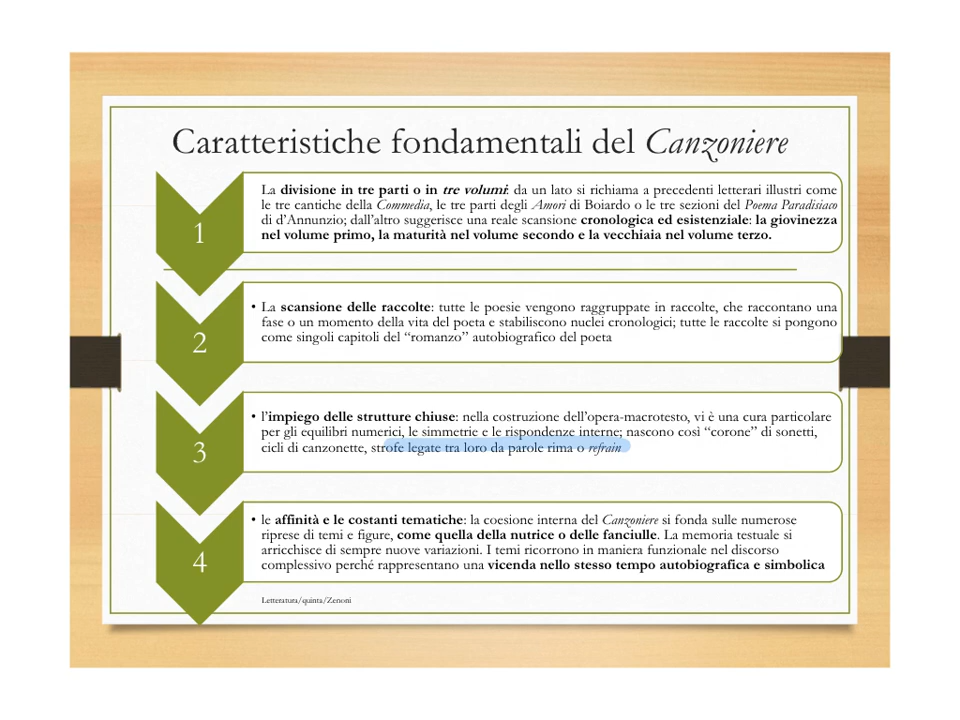 Caratteristiche fondamentali del Canzoniere
1
La divisione in tre parti o in tre volumi: da un lato si richiama a precedenti letterari illustri come
le tre cantiche della Commedia, le tre parti degli Amori di Boiardo o le tre sezioni del Poema Paradisiaco
di d'Annunzio; dall'altro suggerisce una reale scansione cronologica ed esistenziale: la giovinezza
nel volume primo, la maturità nel volume secondo e la vecchiaia nel volume terzo.
2
• La scansione delle raccolte: tutte le poesie vengono raggruppate in raccolte, che raccontano una
fase o un momento della vita del poeta e stabiliscono nuclei cronologici; tutte le raccolte si pongono
come singoli capitoli del “romanzo” autobiografico del poeta
3
• l'impiego delle strutture chiuse: nella costruzione dell'opera-macrotesto, vi è una cura particolare
per gli equilibri numerici, le simmetrie e le rispondenze interne; nascono così “corone” di sonetti,
cicli di canzonette, strofe legate tra loro da parole rima o refrain
4
• le affinità e le costanti tematiche: la coesione interna del Canzoniere si fonda sulle numerose
riprese di temi e figure, come quella della nutrice o delle fanciulle. La memoria testuale si
arricchisce di sempre nuove variazioni. I temi ricorrono in maniera funzionale nel discorso
complessivo perché rappresentano una vicenda nello stesso tempo autobiografica e simbolica
Letteratura/quinta/Zenoni